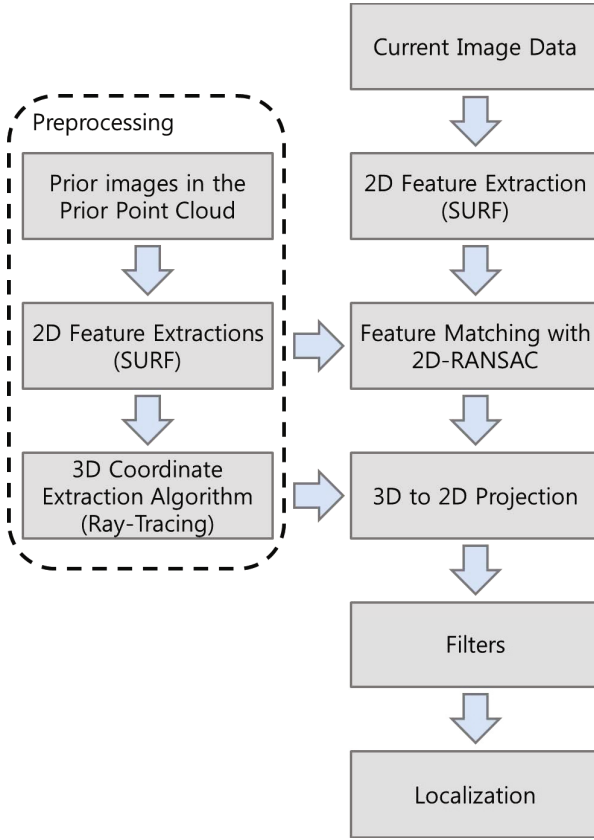 Current Image Data
Preprocessing
Prior images in the
Prior Point Cloud
2D Feature Extraction
(SURF)
2D Feature Extractions
(SURF)
Feature Matching with
2D-RANSAC
3D Coordinate
Extraction Algorithm
(Ray-Tracing)
3D to 2D Projection
Filters
Localization